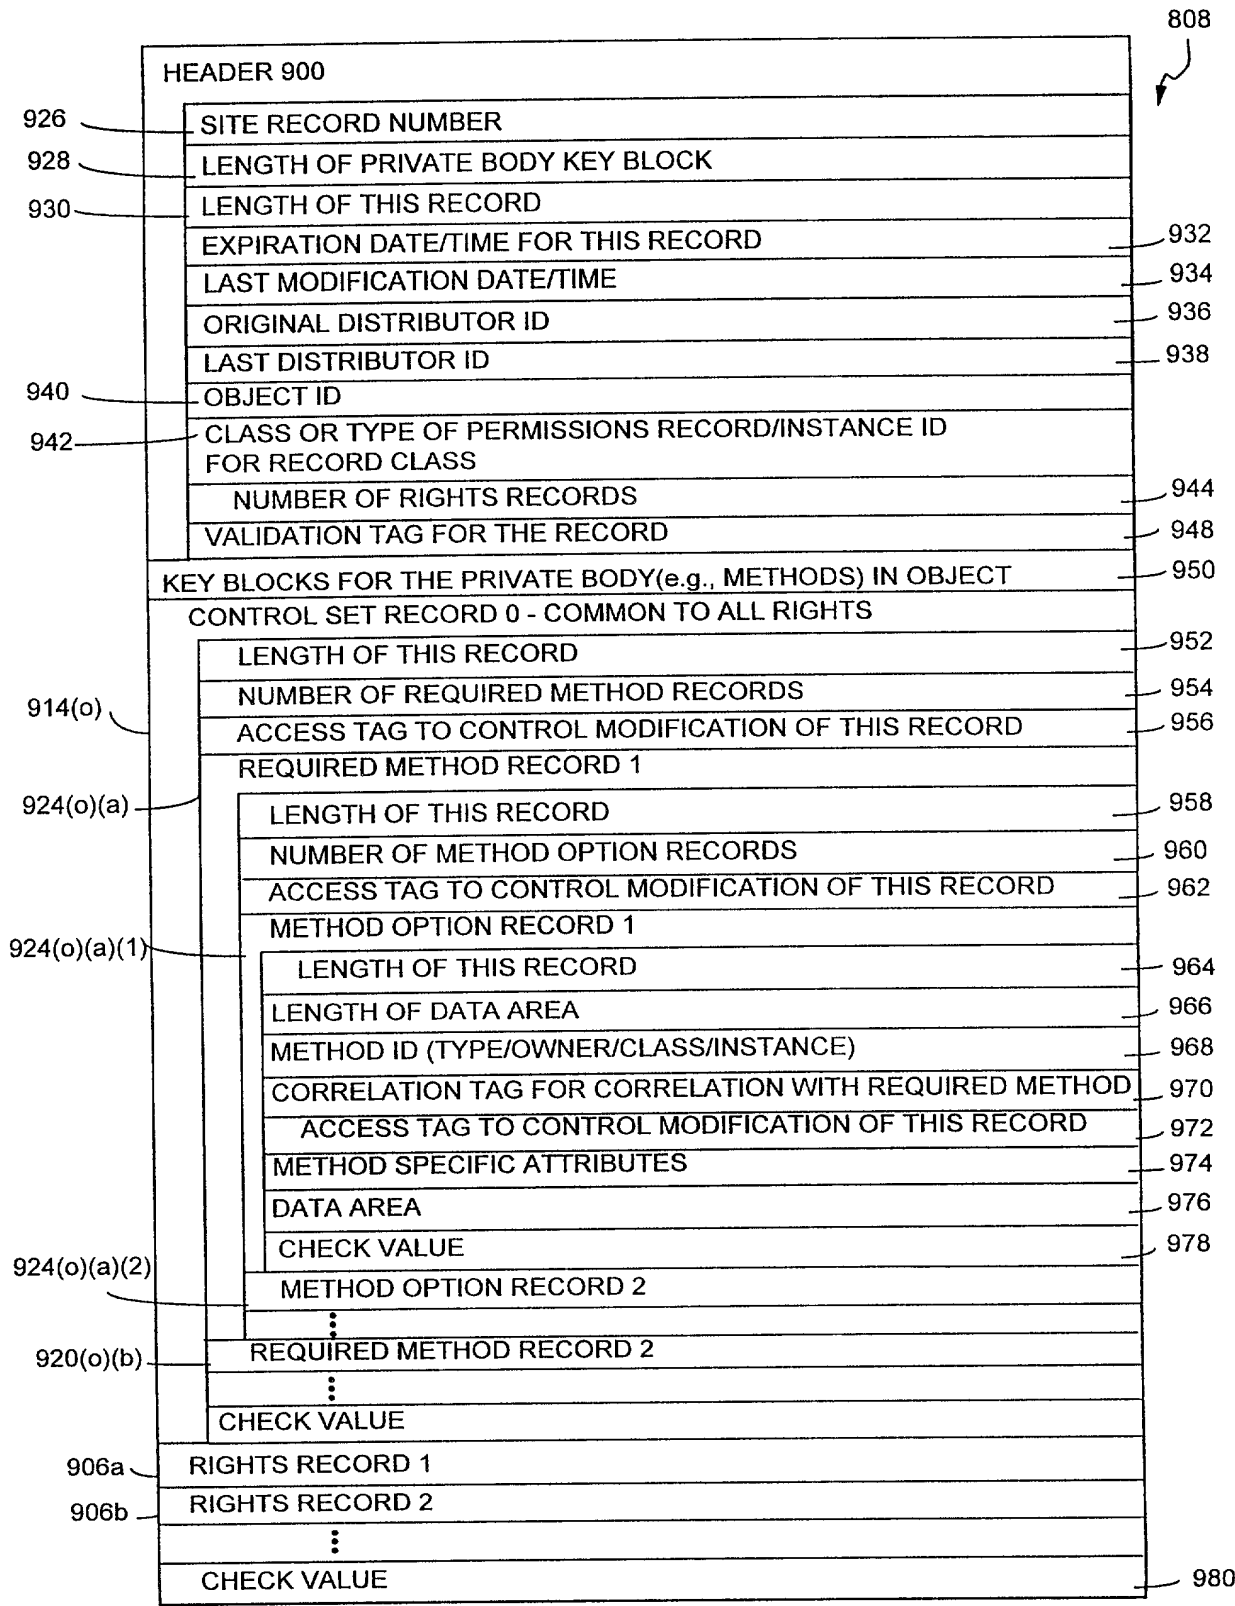 808
HEADER 900
926 SITE RECORD NUMBER
928 LENGTH OF PRIVATE BODY KEY BLOCK
930 LENGTH OF THIS RECORD
EXPIRATION DATE/TIME FOR THIS RECORD 932
LAST MODIFICATION DATE/TIME 934
ORIGINAL DISTRIBUTOR ID 936
LAST DISTRIBUTOR ID 938
940 OBJECT ID
942 CLASS OR TYPE OF PERMISSIONS RECORD/INSTANCE ID
FOR RECORD CLASS
NUMBER OF RIGHTS RECORDS 944
VALIDATION TAG FOR THE RECORD 948
KEY BLOCKS FOR THE PRIVATE BODY(e.g., METHODS) IN OBJECT 950
CONTROL SET RECORD 0 - COMMON TO ALL RIGHTS
LENGTH OF THIS RECORD 952
NUMBER OF REQUIRED METHOD RECORDS 954
914(o) ACCESS TAG TO CONTROL MODIFICATION OF THIS RECORD 956
REQUIRED METHOD RECORD 1
924(o)(a) LENGTH OF THIS RECORD 958
NUMBER OF METHOD OPTION RECORDS 960
ACCESS TAG TO CONTROL MODIFICATION OF THIS RECORD 962
METHOD OPTION RECORD 1
924(o)(a)(1) LENGTH OF THIS RECORD 964
LENGTH OF DATA AREA 966
METHOD ID (TYPE/OWNER/CLASS/INSTANCE) 968
CORRELATION TAG FOR CORRELATION WITH REQUIRED METHOD 970
ACCESS TAG TO CONTROL MODIFICATION OF THIS RECORD 972
METHOD SPECIFIC ATTRIBUTES 974
DATA AREA 976
CHECK VALUE 978
924(o)(a)(2) METHOD OPTION RECORD 2
920(o)(b) REQUIRED METHOD RECORD 2
CHECK VALUE
906a RIGHTS RECORD 1
906b RIGHTS RECORD 2
CHECK VALUE 980